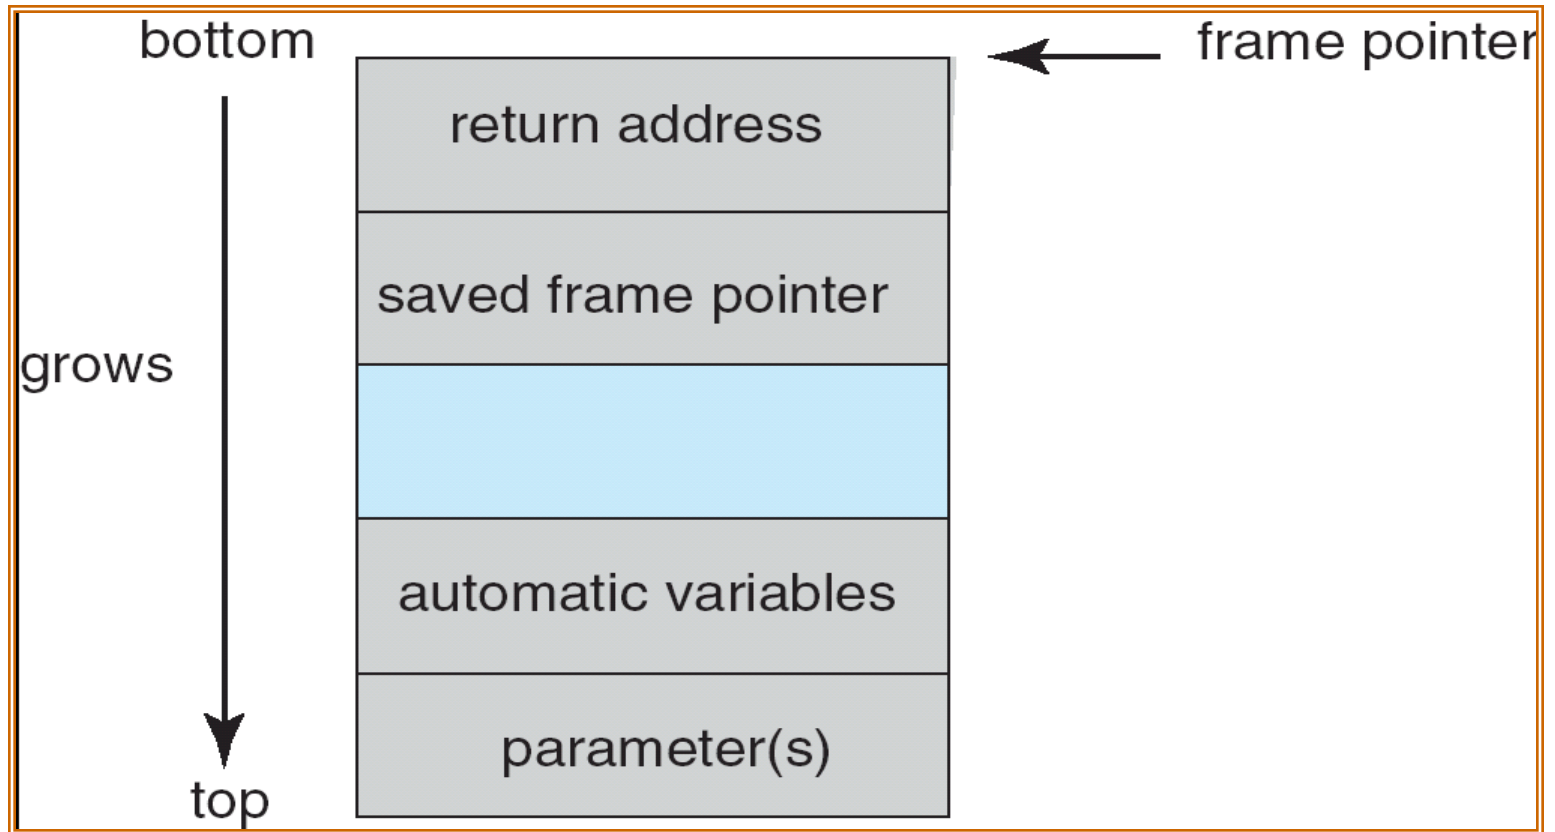 bottom
frame pointer
return address
saved frame pointer
grows
automatic variables
parameter(s)
top